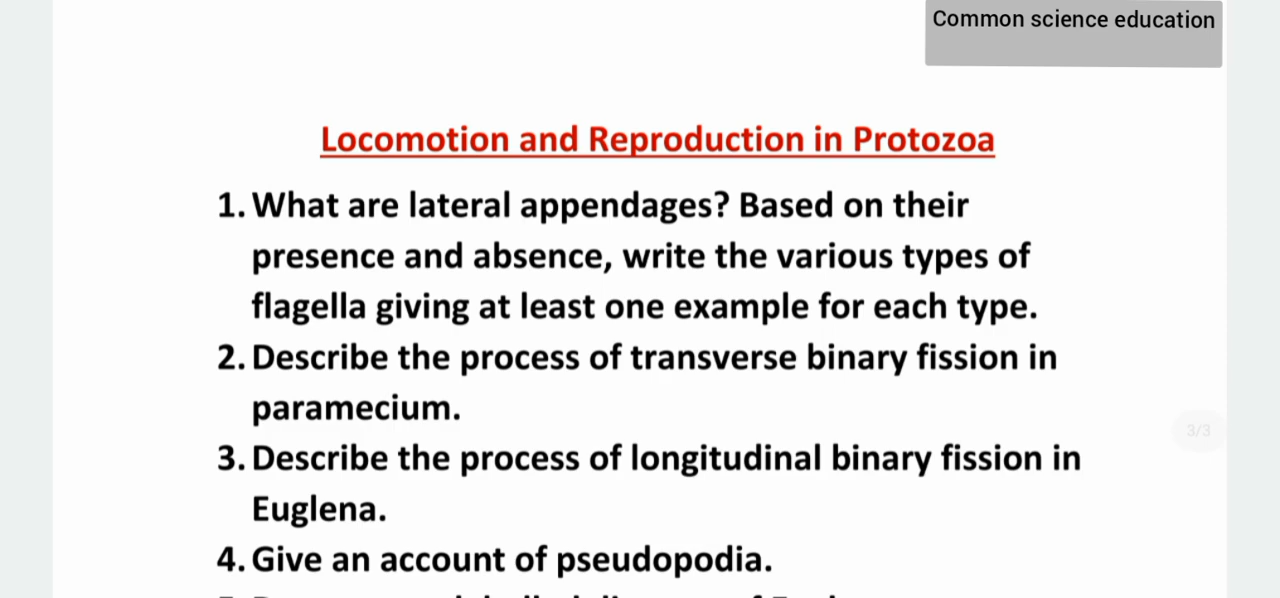 Common science education
Locomotion and Reproduction in Protozoa
1. What are lateral appendages? Based on their
presence and absence, write the various types of
flagella giving at least one example for each type.
2. Describe the process of transverse binary fission in
paramecium.
3/3
3. Describe the process of longitudinal binary fission in
Euglena.
4. Give an account of pseudopodia.